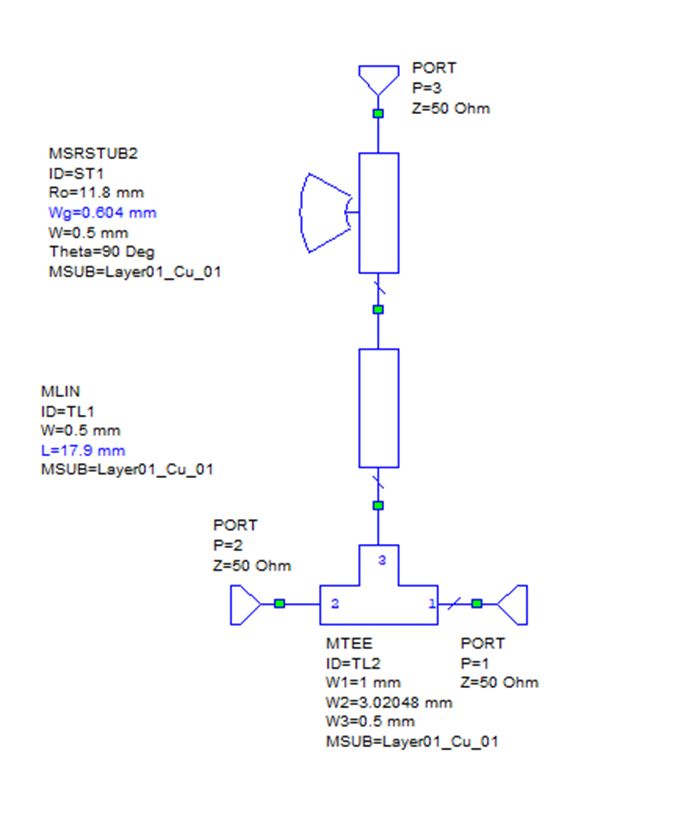 PORT
P=3
Z=50 Ohm
MSRSTUB2
ID=ST1
Ro=11.8 mm
Wg=0.604 mm
W=0.5 mm
Theta=90 Deg
MSUB=Layer01_Cu_01
MLIN
ID=TL1
W=0.5 mm
L=17.9 mm
MSUB=Layer01_Cu_01
PORT
P=2
Z=50 Ohm
3
2
1
MTEE
ID=TL2
W1=1 mm
W2=3.02048 mm
W3=0.5 mm
MSUB=Layer01_Cu_01
PORT
P=1
Z=50 Ohm